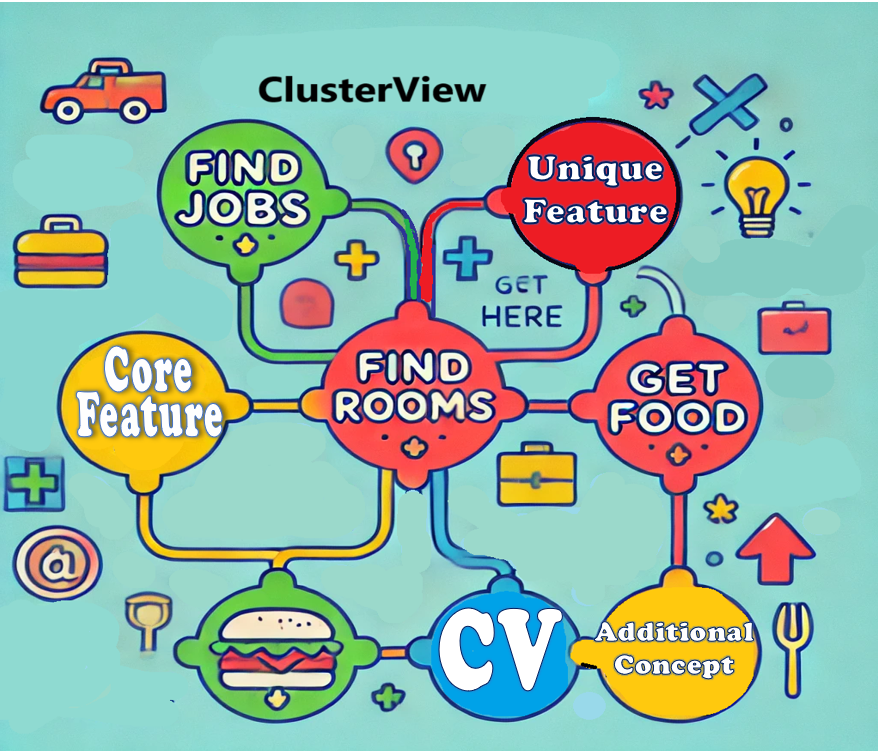 ClusterView
FIND
JOBS
Unique
Feature
GET
HERE
Core
Feature
FIND
ROOMS
GET
FOOD
@
CV
Additional
Concept